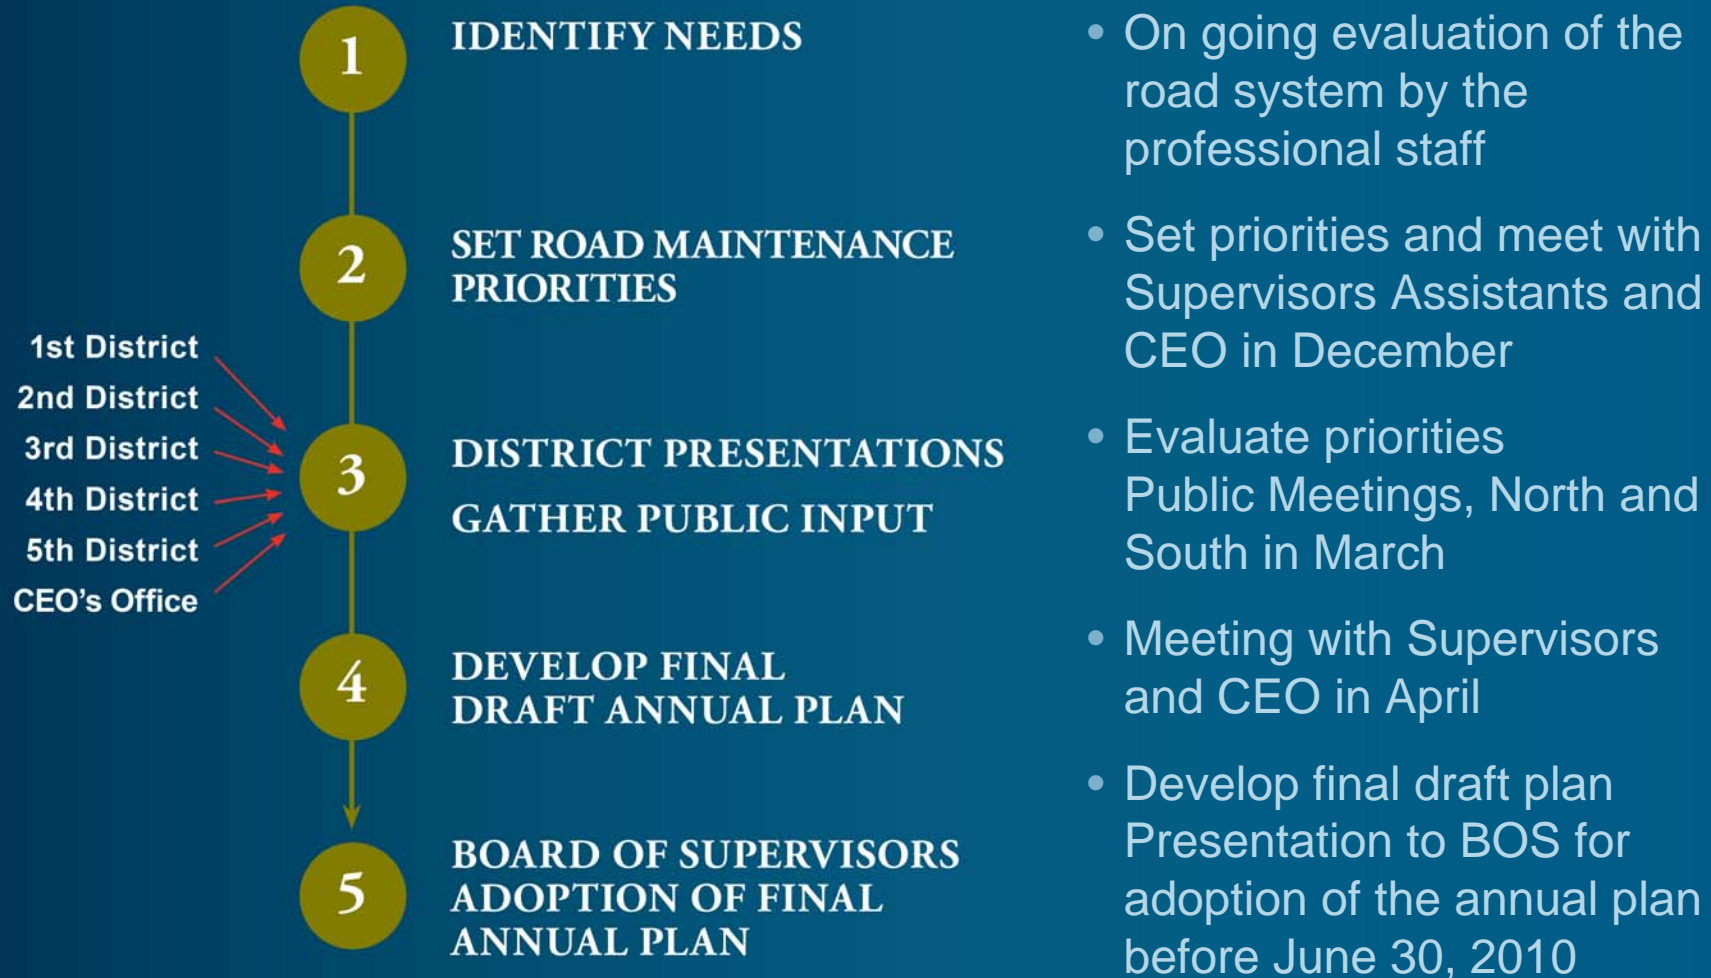 1
IDENTIFY NEEDS
2
SET ROAD MAINTENANCE
PRIORITIES
1st District
2nd District
3rd District
4th District
5th District
CEO's Office
3
DISTRICT PRESENTATIONS
GATHER PUBLIC INPUT
4
DEVELOP FINAL
DRAFT ANNUAL PLAN
5
BOARD OF SUPERVISORS
ADOPTION OF FINAL
ANNUAL PLAN
• On going evaluation of the
road system by the
professional staff
• Set priorities and meet with
Supervisors Assistants and
CEO in December
• Evaluate priorities
Public Meetings, North and
South in March
• Meeting with Supervisors
and CEO in April
• Develop final draft plan
Presentation to BOS for
adoption of the annual plan
before June 30, 2010